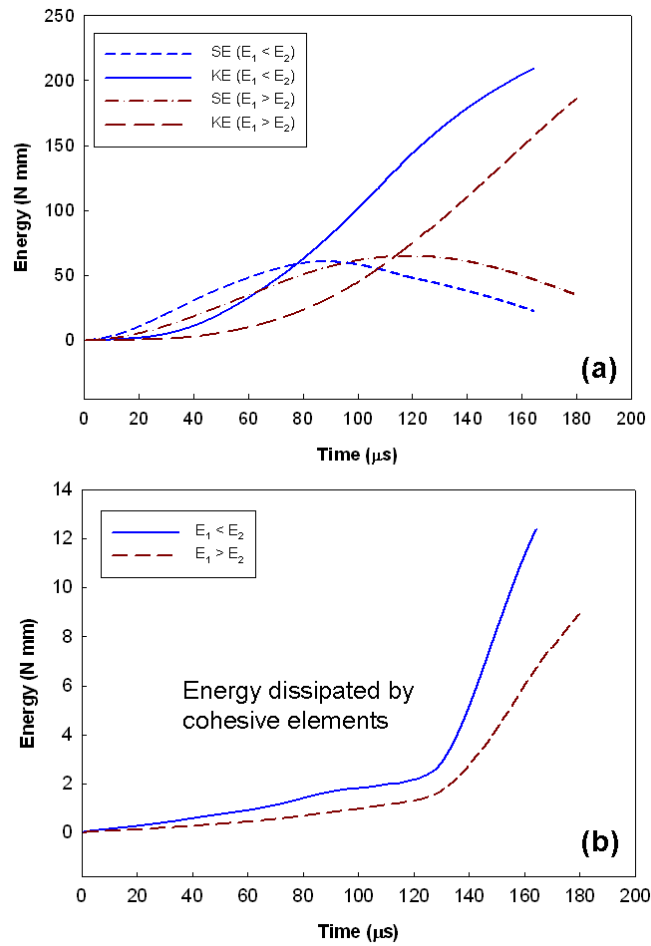 250
200
150
100
50
0
Energy (N mm)
SE (E₁ < E₂)
KE (E₁ < E₂)
SE (E₁ > E₂)
KE (E₁ > E₂)
(a)
0 20 40 60 80 100 120 140 160 180 200
Time (μs)
14
12
10
8
6
4
2
0
Energy (N mm)
E₁ < E₂
E₁ > E₂
Energy dissipated by
cohesive elements
(b)
0 20 40 60 80 100 120 140 160 180 200
Time (μs)